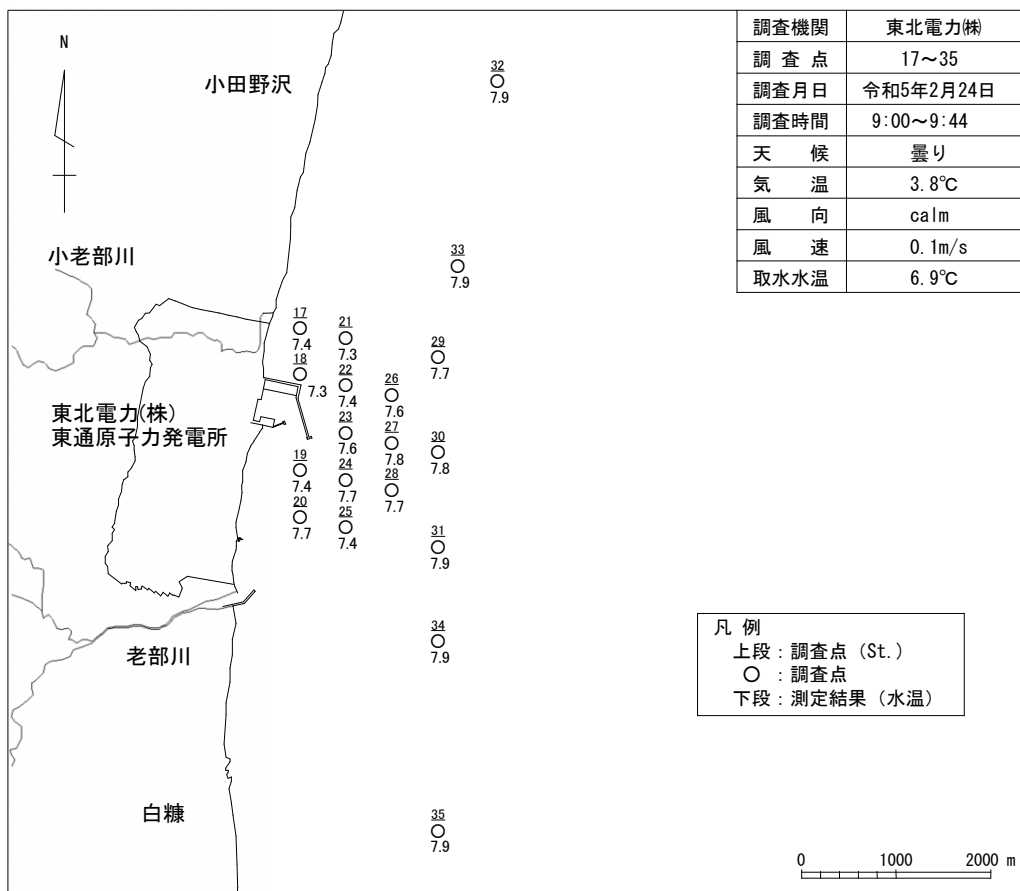 調査機関 東北電力㈱
調査点 17～35
調査月日 令和5年2月24日
調査時間 9:00～9:44
天候 曇り
気温 3.8℃
風向 calm
風速 0.1m/s
取水水温 6.9℃
N
小田野沢
32
7.9
小老部川
33
7.9
17
7.4
21
7.3
29
7.7
18
7.3
22
7.4
26
7.6
東北電力(株)
東通原子力発電所
23
7.6
27
7.8
30
7.8
19
7.4
24
7.7
28
7.7
20
7.7
25
7.4
31
7.9
34
7.9
老部川
凡例
上段：調査点（St.）
○：調査点
下段：測定結果（水温）
白糠
35
7.9
0 1000 2000 m